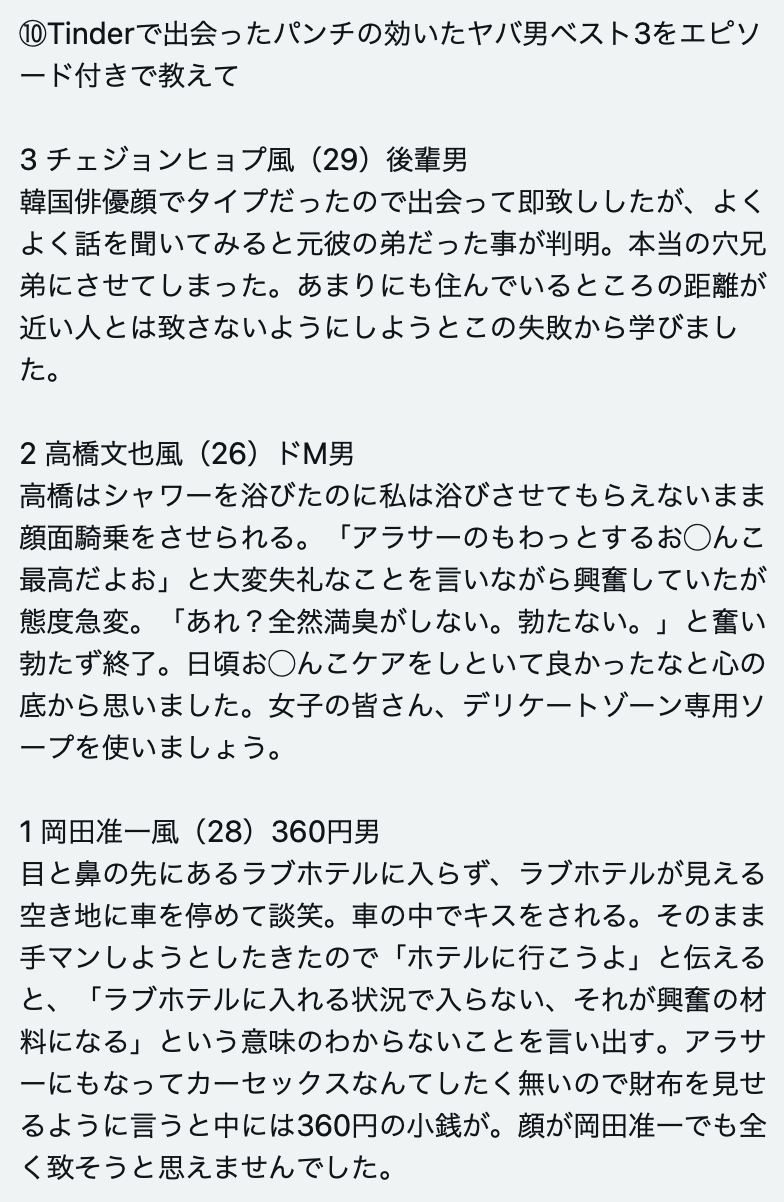 ⑩Tinderで出会ったパンチの効いたヤバ男ベスト3をエピソ
ード付きで教えて
3 チェジョンヒョプ風（29）後輩男
韓国俳優顔でタイプだったので出会って即致ししたが、よく
よく話を聞いてみると元彼の弟だった事が判明。本当の穴兄
弟にさせてしまった。あまりにも住んでいるところの距離が
近い人とは致さないようにしようとこの失敗から学びまし
た。
2 高橋文也風（26）ドM男
高橋はシャワーを浴びたのに私は浴びさせてもらえないまま
顔面騎乗をさせられる。「アラサーのもわっとするお◯んこ
最高だよお」と大変失礼なことを言いながら興奮していたが
態度急変。「あれ？全然満臭がしない。勃たない。」と奮い
勃たず終了。日頃お◯んこケアをしといて良かったなと心の
底から思いました。女子の皆さん、デリケートゾーン専用ソ
ープを使いましょう。
1 岡田准一風（28）360円男
目と鼻の先にあるラブホテルに入らず、ラブホテルが見える
空き地に車を停めて談笑。車の中でキスをされる。そのまま
手マンしようとしたきたので「ホテルに行こうよ」と伝える
と、「ラブホテルに入れる状況で入らない、それが興奮の材
料になる」という意味のわからないことを言い出す。アラサ
ーにもなってカーセックスなんてしたく無いので財布を見せ
るように言うと中には360円の小銭が。顔が岡田准一でも全
く致そうと思えませんでした。